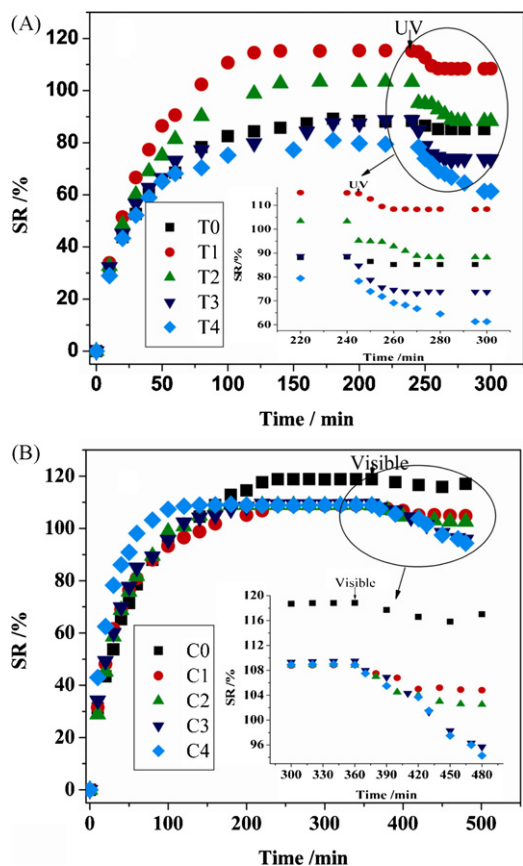 (A)
UV
120
100
80
60
40
20
0
SR /%
T0
T1
T2
T3
T4
UV
110
100
90
80
70
60
SR/%
220 240 260 280 300
Time /min
0 50 100 150 200 250 300
Time / min
(B)
Visible
120
100
80
60
40
20
0
SR /%
C0
C1
C2
C3
C4
Visible
120
116
112
108
104
100
96
SR /%
300 330 360 390 420 450 480
Time /min
0 100 200 300 400 500
Time / min